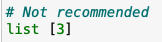 # Not recommended
list [3]